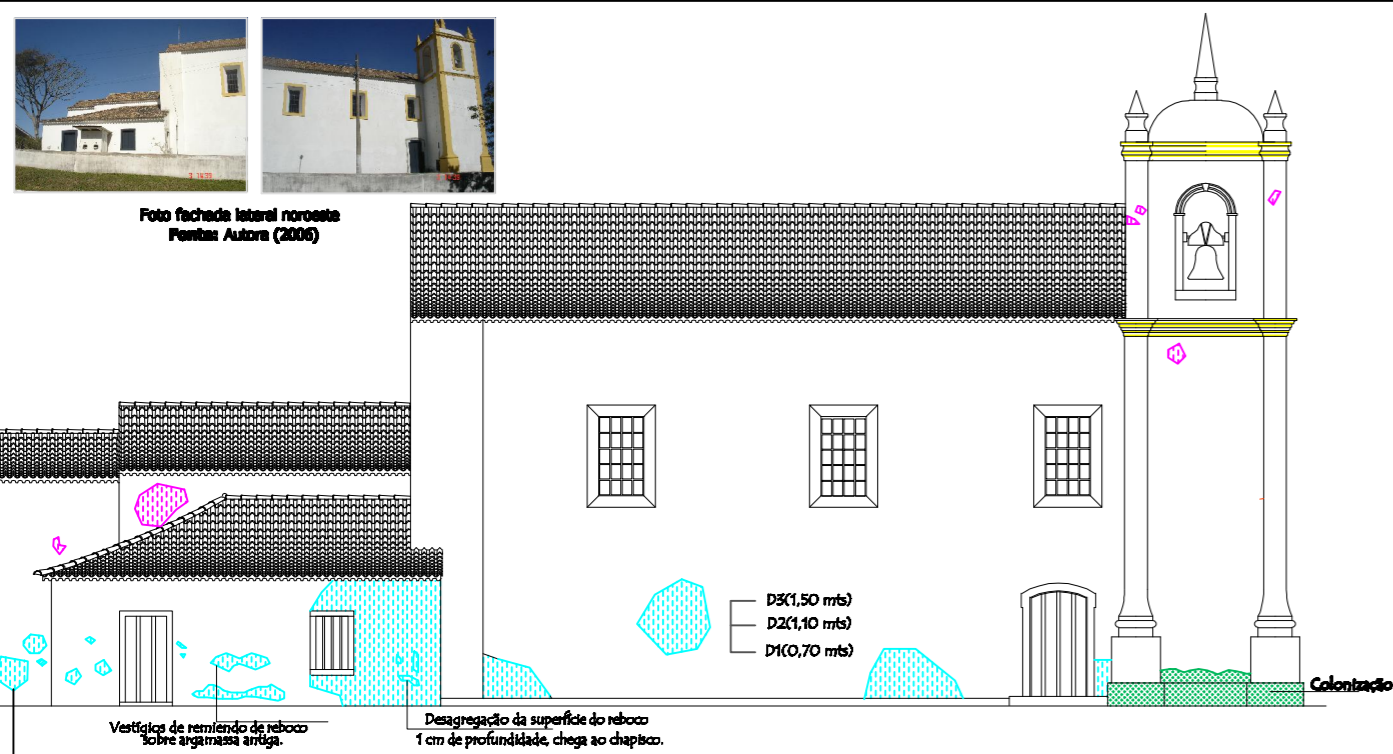 Foto fachada lateral noroeste
Fonte: Autora (2006)
D3(1,50 mts)
D2(1,10 mts)
D1(0,70 mts)
Colonização
Vestígios de remiendo de reboco
sobre argamassa antiga.
Desagregação da superfície do reboco
1 cm de profundidade, chega ao chapisco.